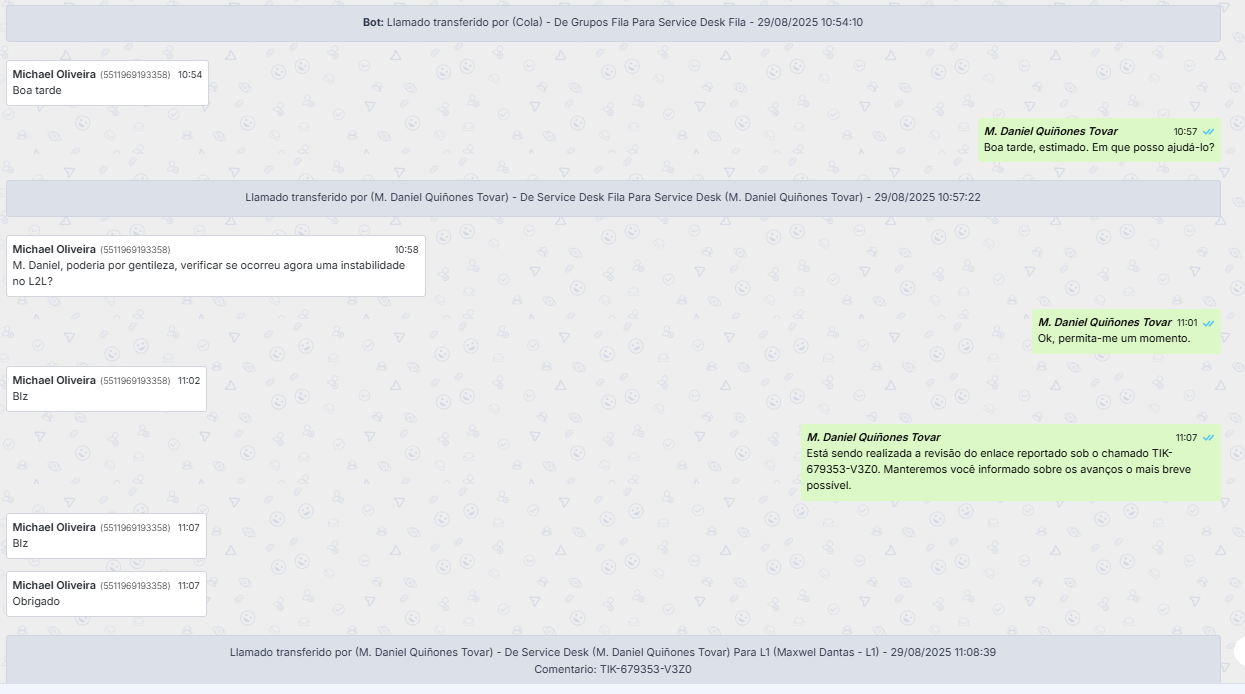 Bot: Llamado transferido por (Cola) - De Grupos Fila Para Service Desk Fila - 29/08/2025 10:54:10
Michael Oliveira (5511969193358) 10:54
Boa tarde
M. Daniel Quiñones Tovar 10:57
Boa tarde, estimado. Em que posso ajudá-lo?
Llamado transferido por (M. Daniel Quiñones Tovar) - De Service Desk Fila Para Service Desk (M. Daniel Quiñones Tovar) - 29/08/2025 10:57:22
Michael Oliveira (5511969193358) 10:58
M. Daniel, poderia por gentileza, verificar se ocorreu agora uma instabilidade
no L2L?
M. Daniel Quiñones Tovar 11:01
Ok, permita-me um momento.
Michael Oliveira (5511969193358) 11:02
Blz
M. Daniel Quiñones Tovar 11:07
Está sendo realizada a revisão do enlace reportado sob o chamado TIK-
679353-V3Z0. Manteremos você informado sobre os avanços o mais breve
possível.
Michael Oliveira (5511969193358) 11:07
Blz
Michael Oliveira (5511969193358) 11:07
Obrigado
Llamado transferido por (M. Daniel Quiñones Tovar) - De Service Desk (M. Daniel Quiñones Tovar) Para L1 (Maxwel Dantas - L1) - 29/08/2025 11:08:39
Comentario: TIK-679353-V3Z0